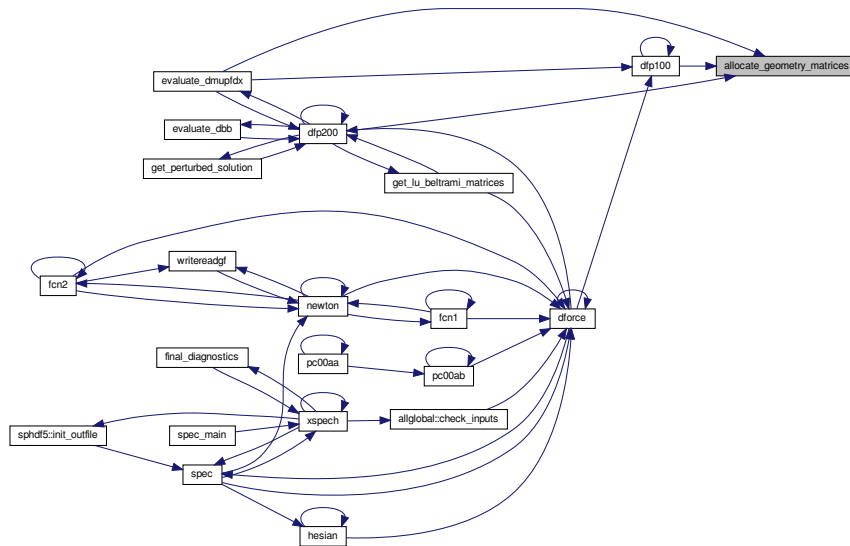 dfp100
allocate_geometry_matrices
evaluate_dmupfdx
evaluate_dbb
dfp200
get_perturbed_solution
get_lu_beltrami_matrices
writereadgf
fcn2
newton
fcn1
dforce
final_diagnostics
pc00aa
pc00ab
xspech
allglobal::check_inputs
sphdf5::init_outfile
spec_main
spec
hesian